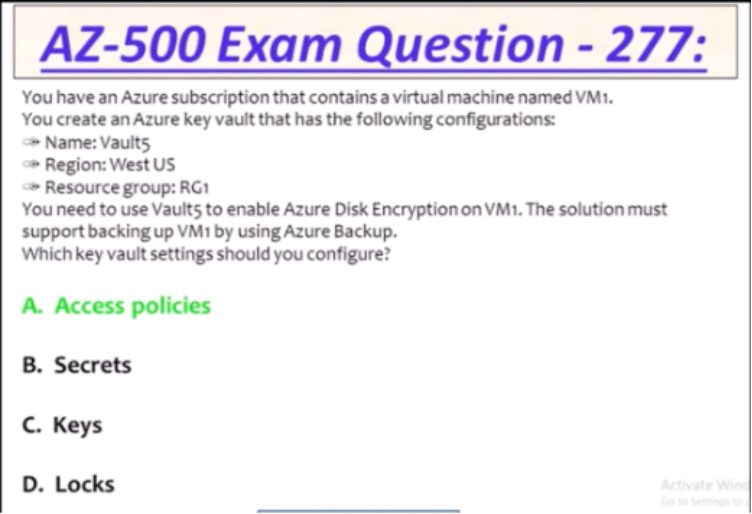 AZ-500 Exam Question - 277:
You have an Azure subscription that contains a virtual machine named VM1.
You create an Azure key vault that has the following configurations:
Name: Vault5
Region: West US
Resource group: RG1
You need to use Vault5 to enable Azure Disk Encryption on VM1. The solution must
support backing up VM1 by using Azure Backup.
Which key vault settings should you configure?
A. Access policies
B. Secrets
C. Keys
D. Locks
Activate Wind
Go to Settings to